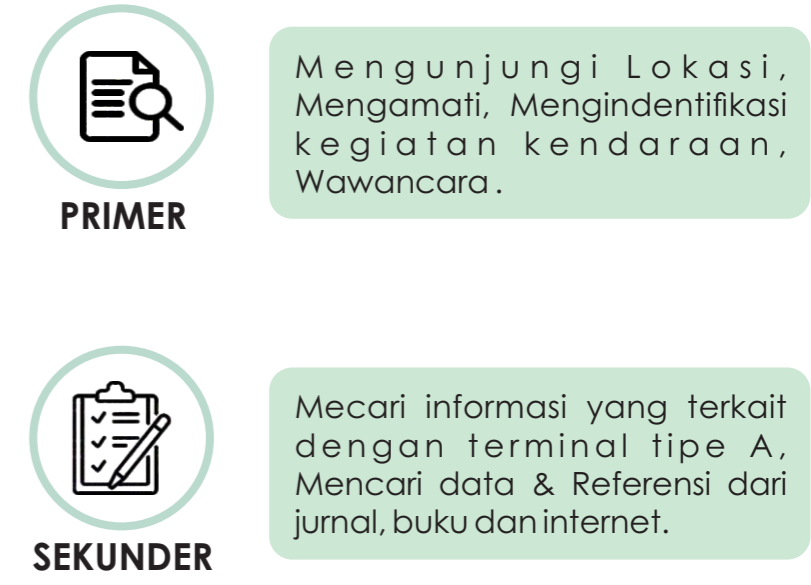 Mengunjungi Lokasi,
Mengamati, Mengindentifikasi
kegiatan kendaraan,
Wawancara.
PRIMER
Mecari informasi yang terkait
dengan terminal tipe A,
Mencari data & Referensi dari
jurnal, buku dan internet.
SEKUNDER